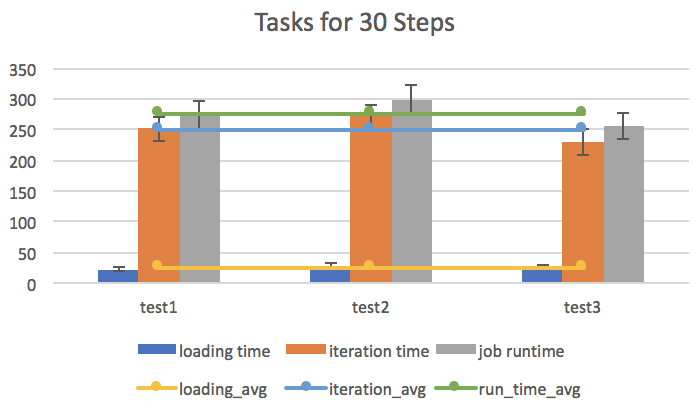 Tasks for 30 Steps
350
300
250
200
150
100
50
0
test1 test2 test3
loading time iteration time job runtime
loading_avg iteration_avg run_time_avg